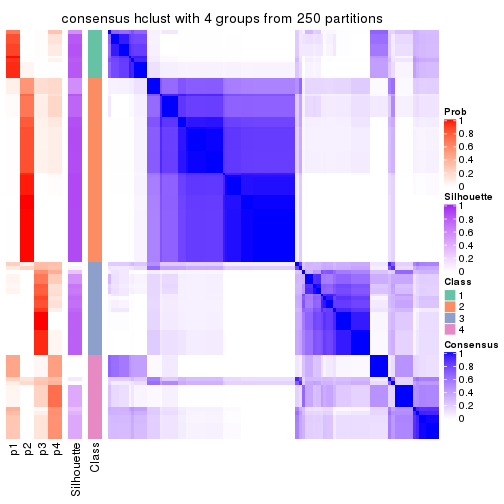 consensus hclust with 4 groups from 250 partitions
Prob
1
0.8
0.6
0.4
0.2
0
Silhouette
1
0.8
0.6
0.4
0.2
0
Class
1
2
3
4
Consensus
1
0.8
0.6
0.4
0.2
0
p1
p2
p3
p4
Silhouette
Class